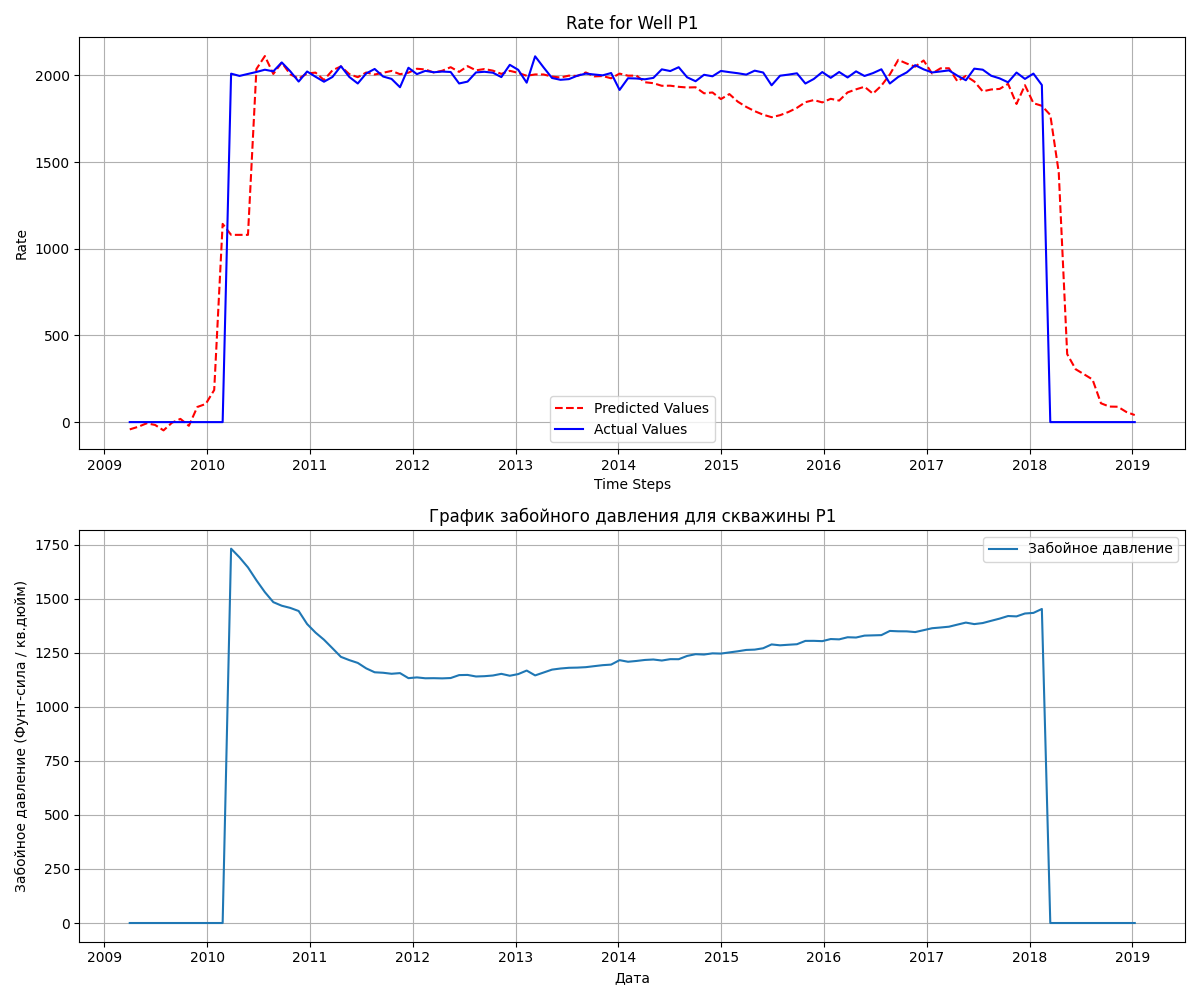 Rate for Well P1
2000
1500
1000
500
0
Rate
Predicted Values
Actual Values
2009 2010 2011 2012 2013 2014 2015 2016 2017 2018 2019
Time Steps
График забойного давления для скважины P1
1750
1500
1250
1000
750
500
250
0
Забойное давление (Фунт-сила / кв.дюйм)
Забойное давление
2009 2010 2011 2012 2013 2014 2015 2016 2017 2018 2019
Дата